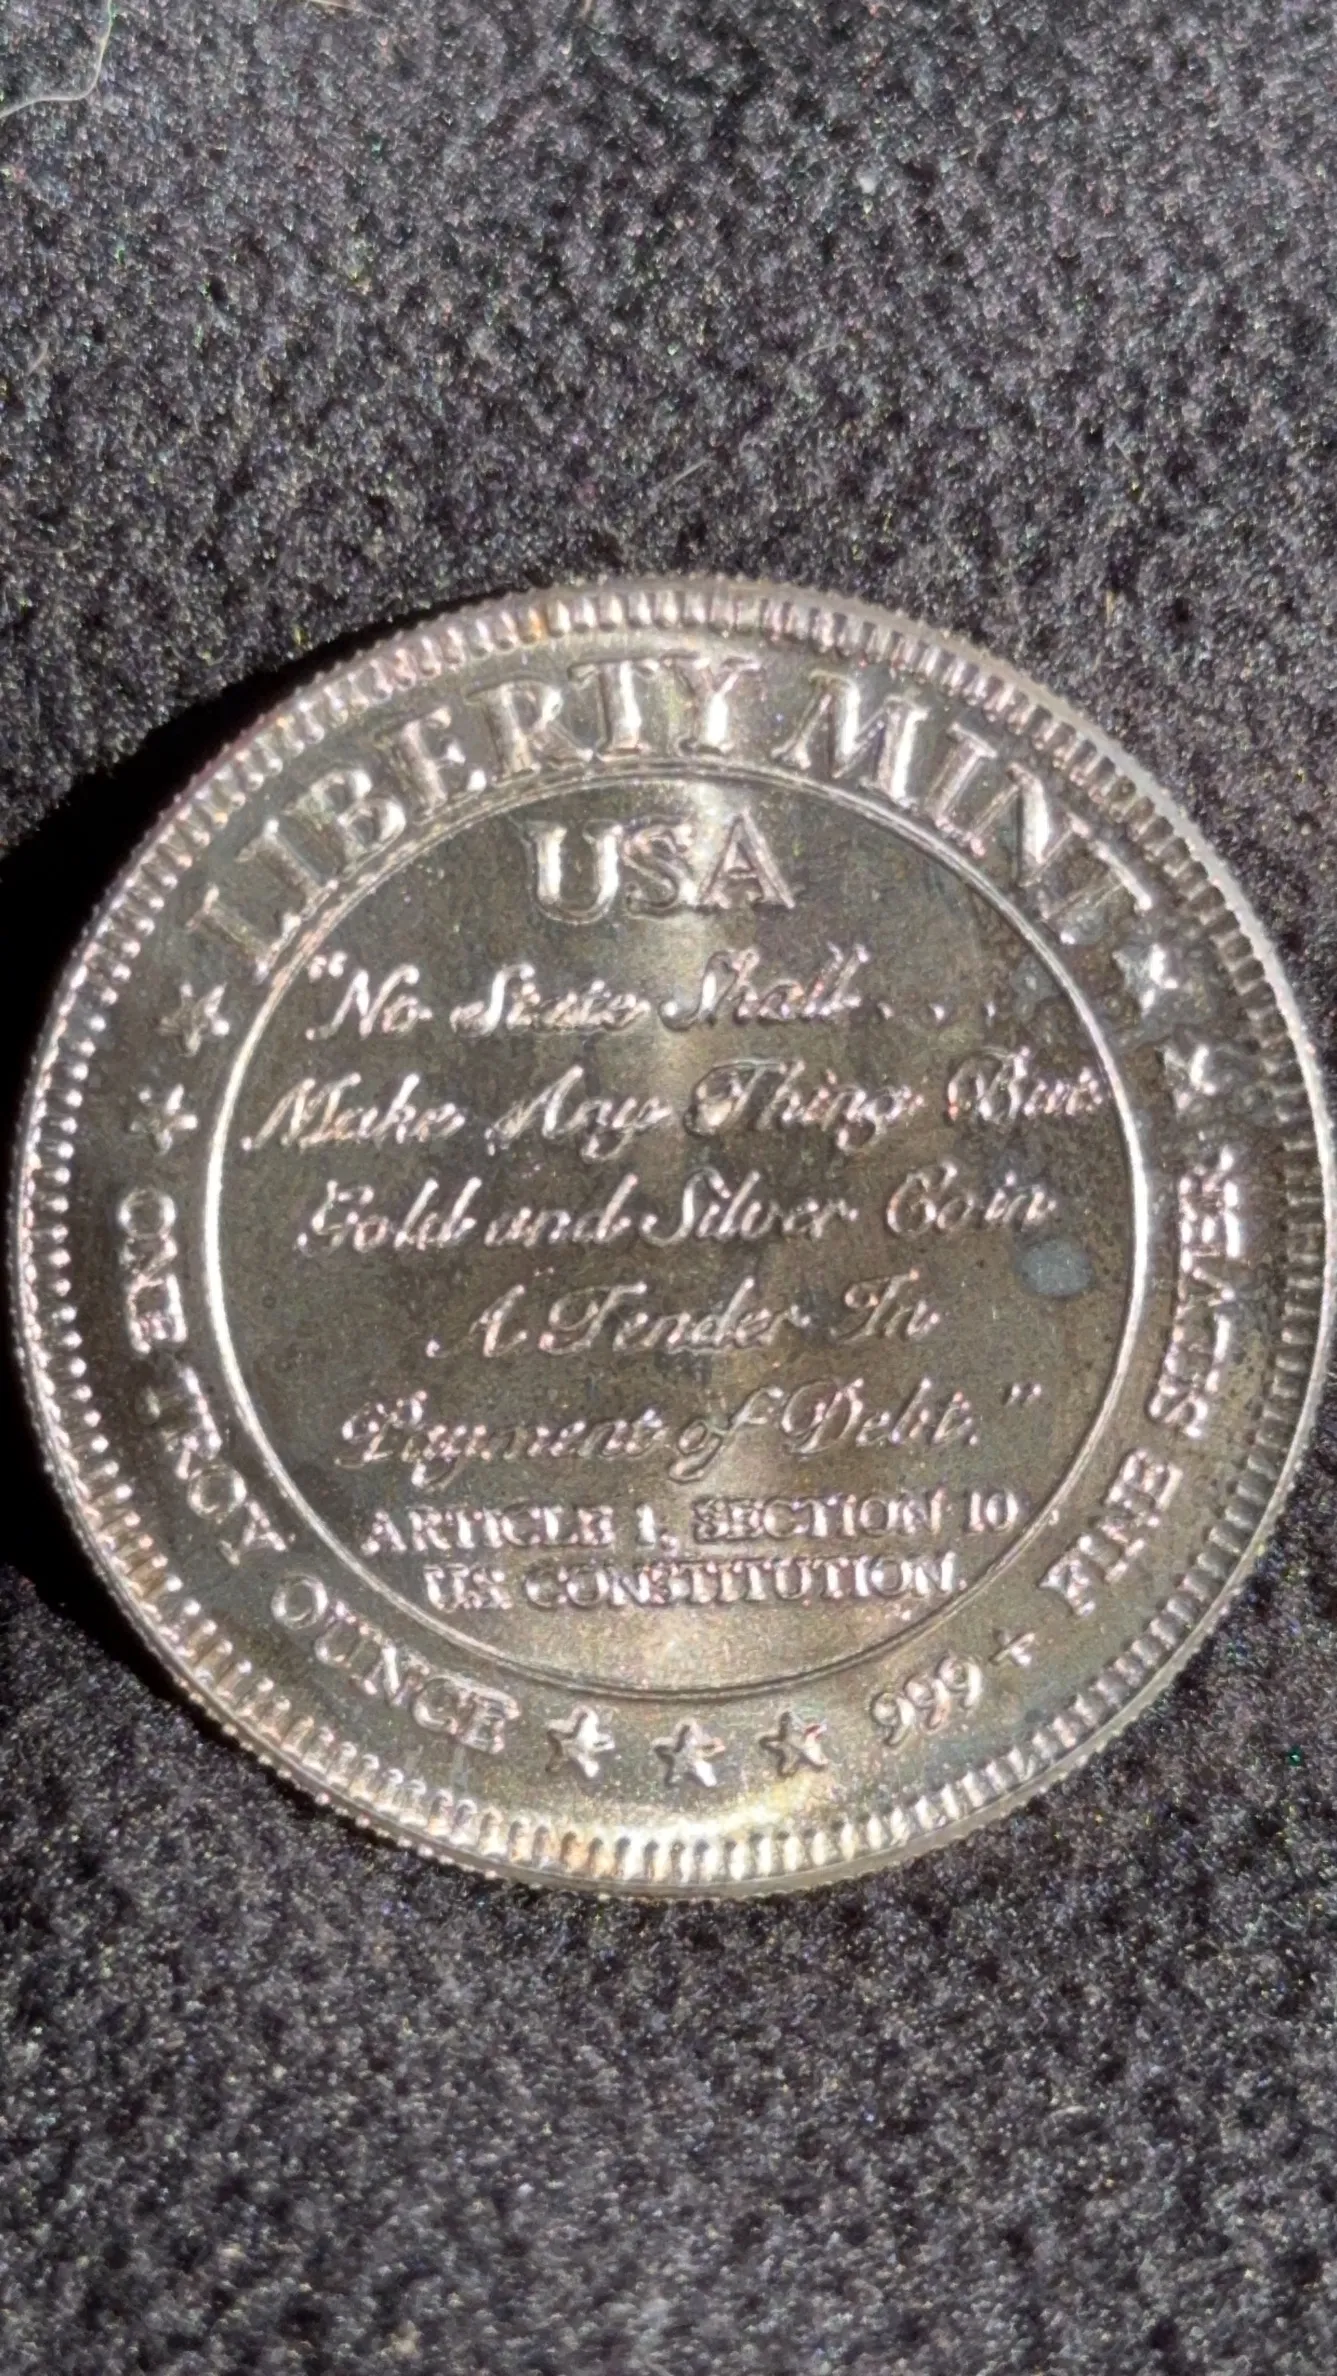 LIBERTY MINT
USA
"No State Shall . . .
Make Any Thing But
Gold and Silver Coin
A Tender In
Payment of Debt."
ARTICLE 1, SECTION 10
U.S. CONSTITUTION.
ONE TROY OUNCE
999+ FINE SILVER